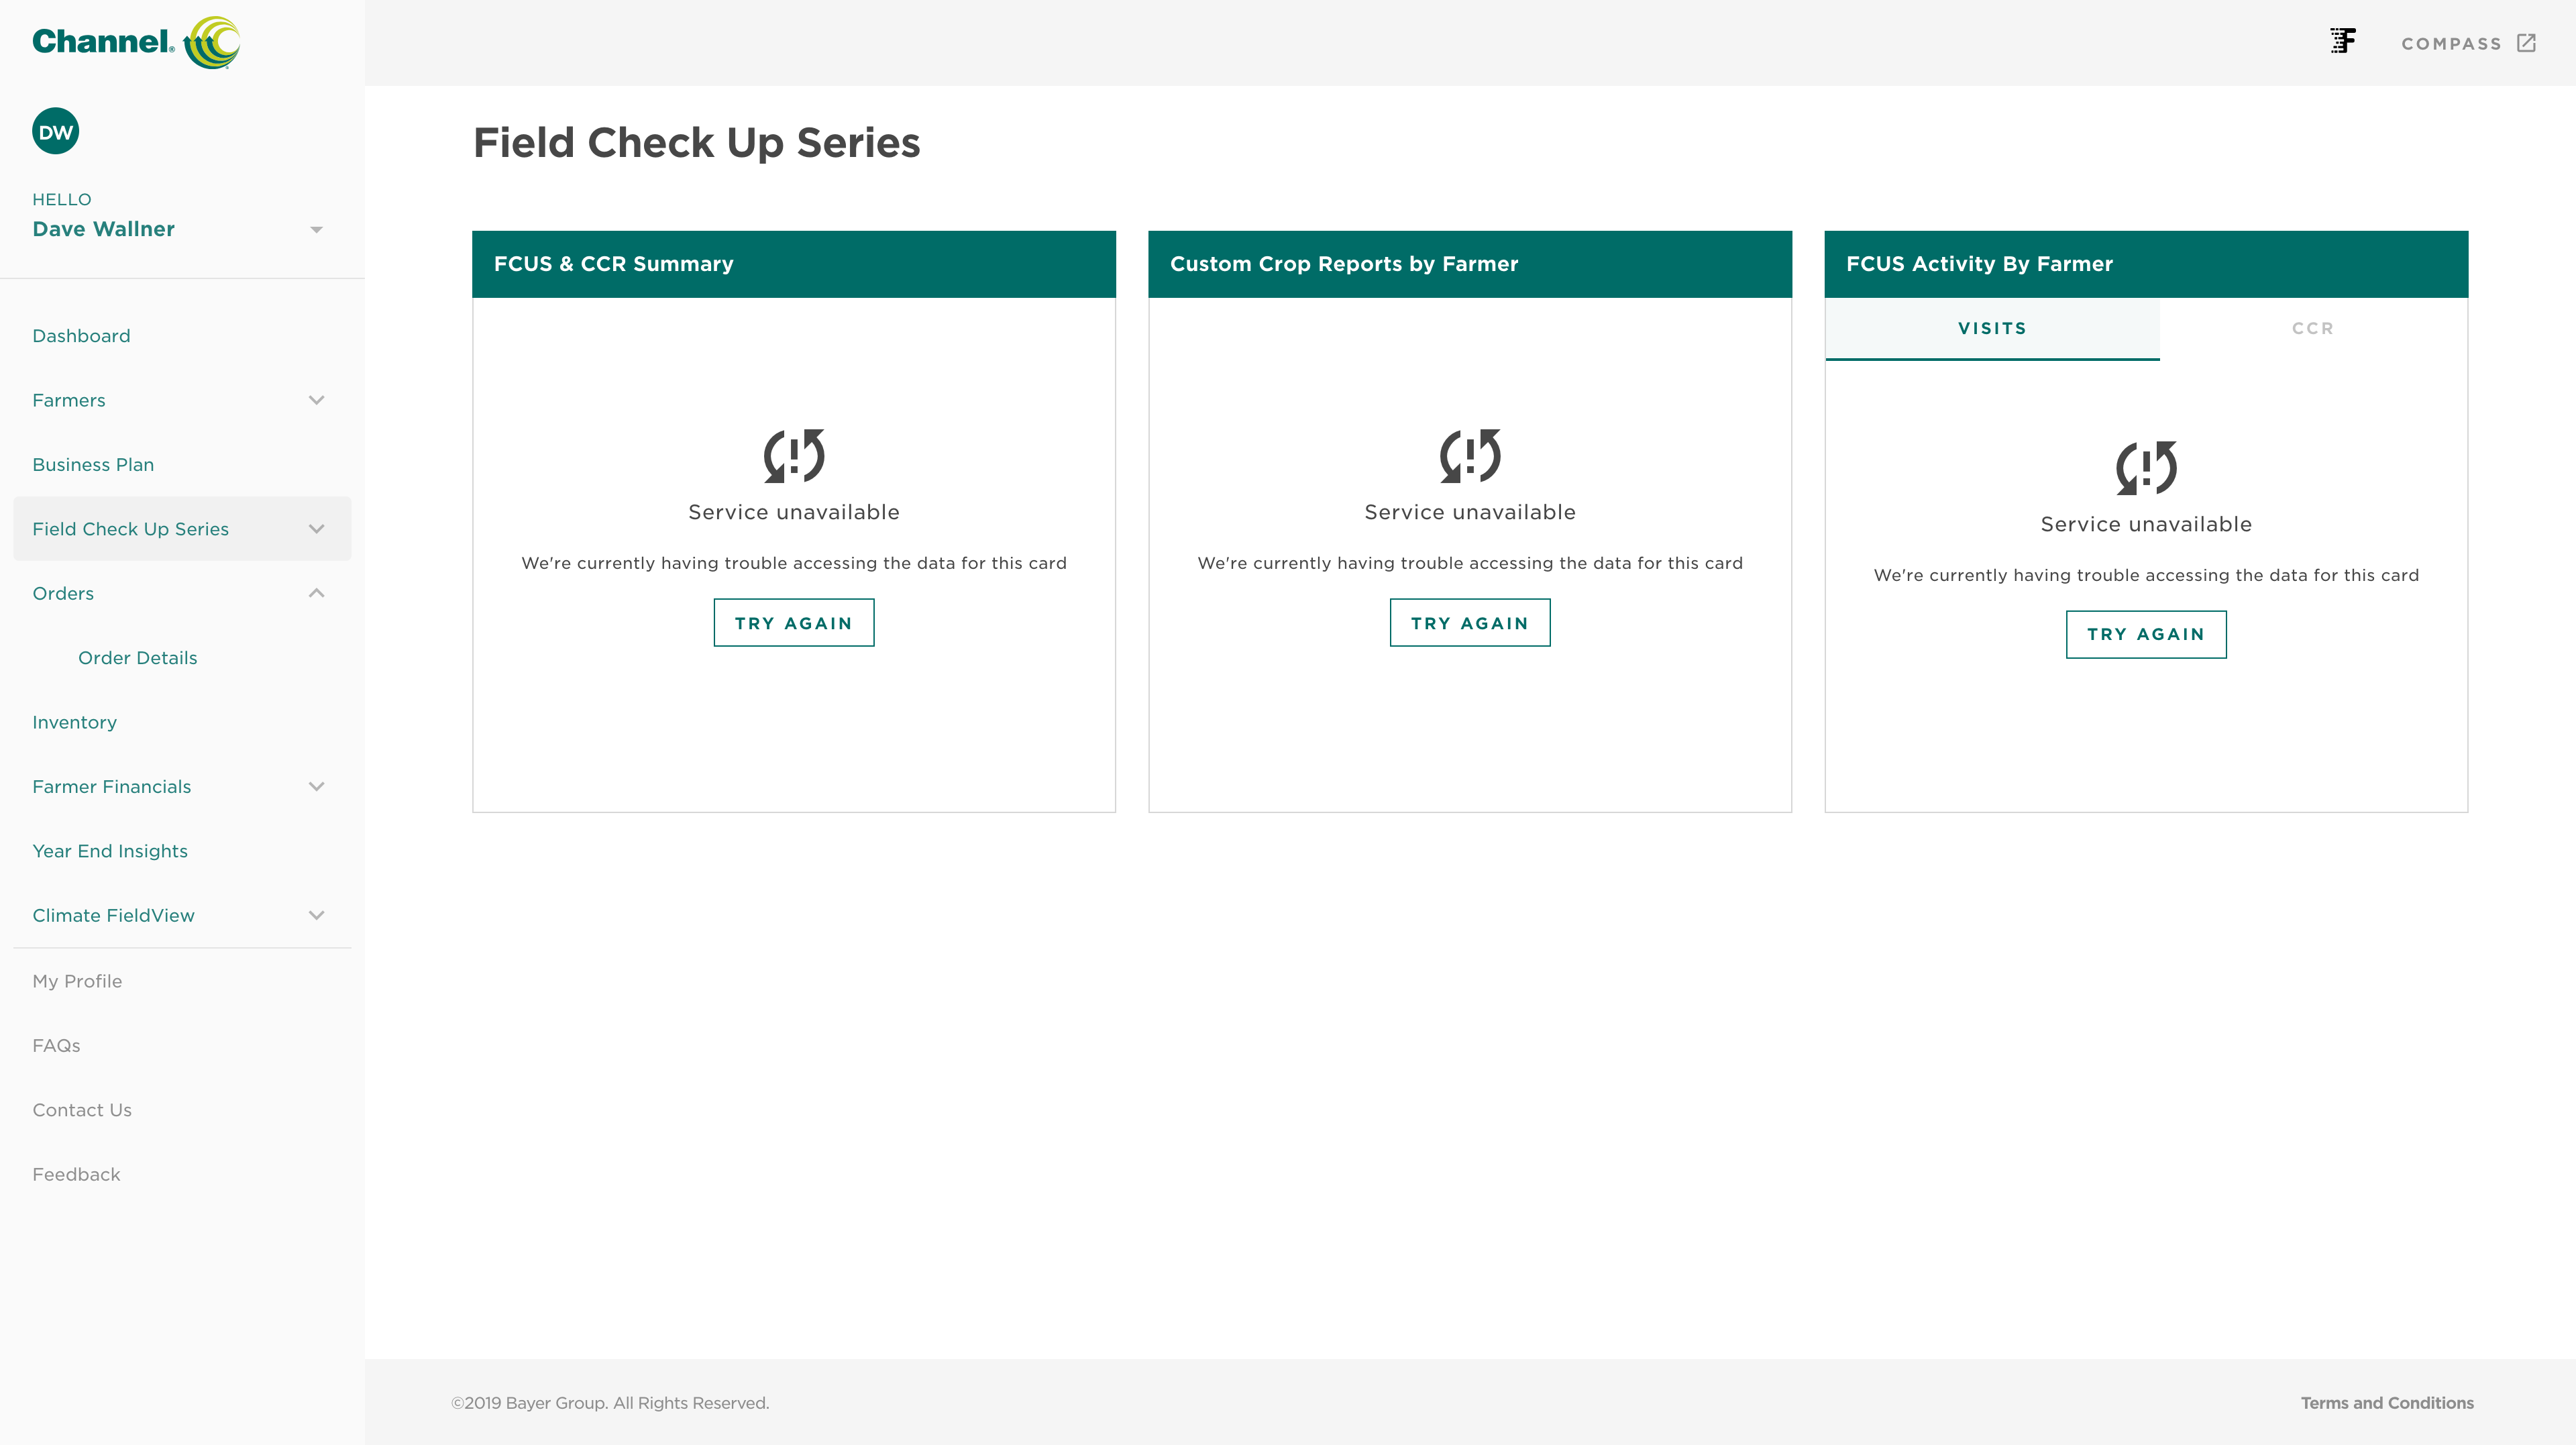 Channel®
DW
HELLO
Dave Wallner
Dashboard
Farmers
Business Plan
Field Check Up Series
Orders
Order Details
Inventory
Farmer Financials
Year End Insights
Climate FieldView
My Profile
FAQs
Contact Us
Feedback
F
COMPASS
Field Check Up Series
FCUS & CCR Summary
Service unavailable
We're currently having trouble accessing the data for this card
TRY AGAIN
Custom Crop Reports by Farmer
Service unavailable
We're currently having trouble accessing the data for this card
TRY AGAIN
FCUS Activity By Farmer
VISITS
CCR
Service unavailable
We're currently having trouble accessing the data for this card
TRY AGAIN
©2019 Bayer Group. All Rights Reserved.
Terms and Conditions